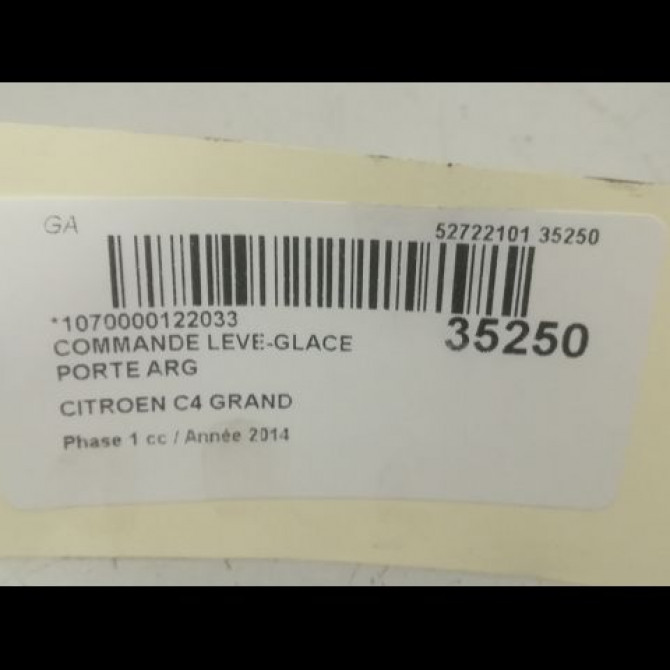 GA
52722101 35250
*1070000122033
35250
COMMANDE LEVE-GLACE
PORTE ARG
CITROEN C4 GRAND
Phase 1 cc / Année 2014